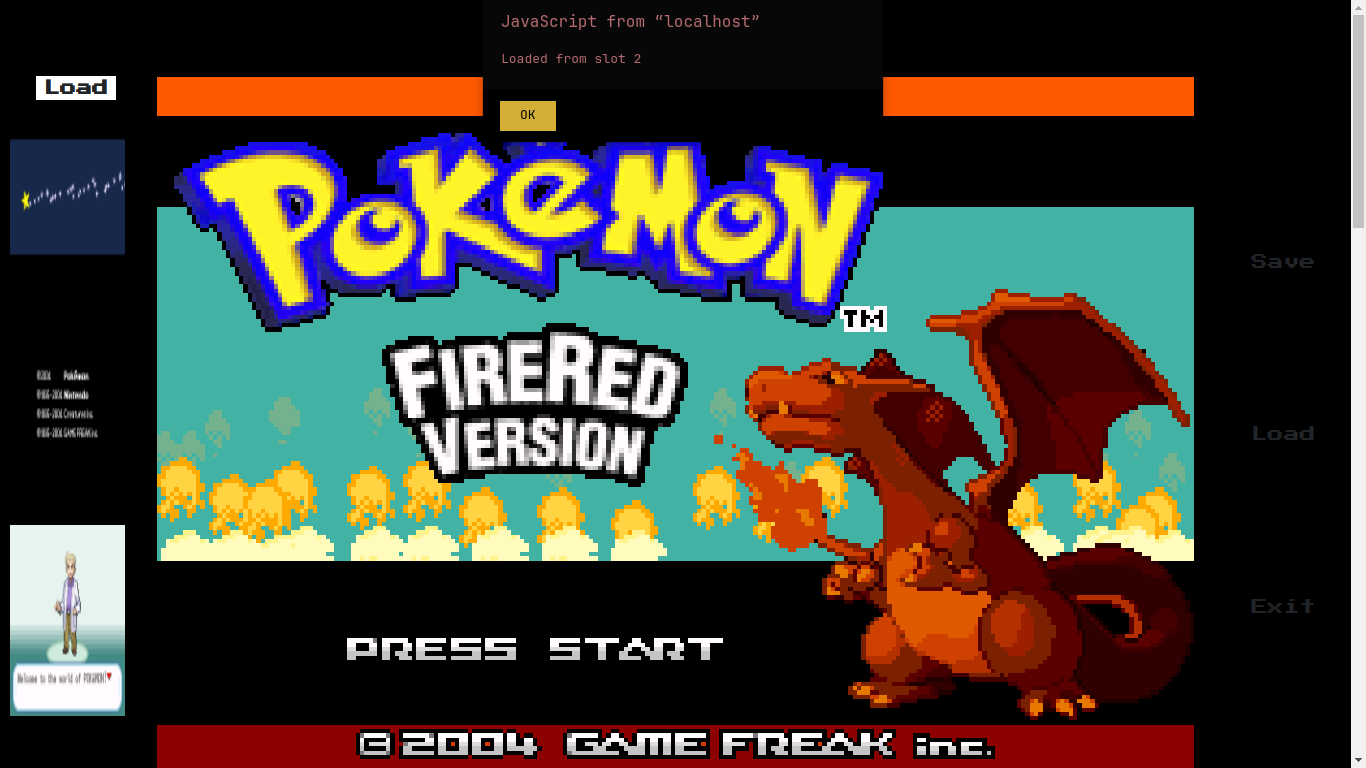 JavaScript from “localhost”
Loaded from slot 2
OK
Load
POKéMON
TM
FIRERED
VERSION
PRESS START
©2004 GAME FREAK inc.
Welcome to the world of POKéMON!
Save
Load
Exit